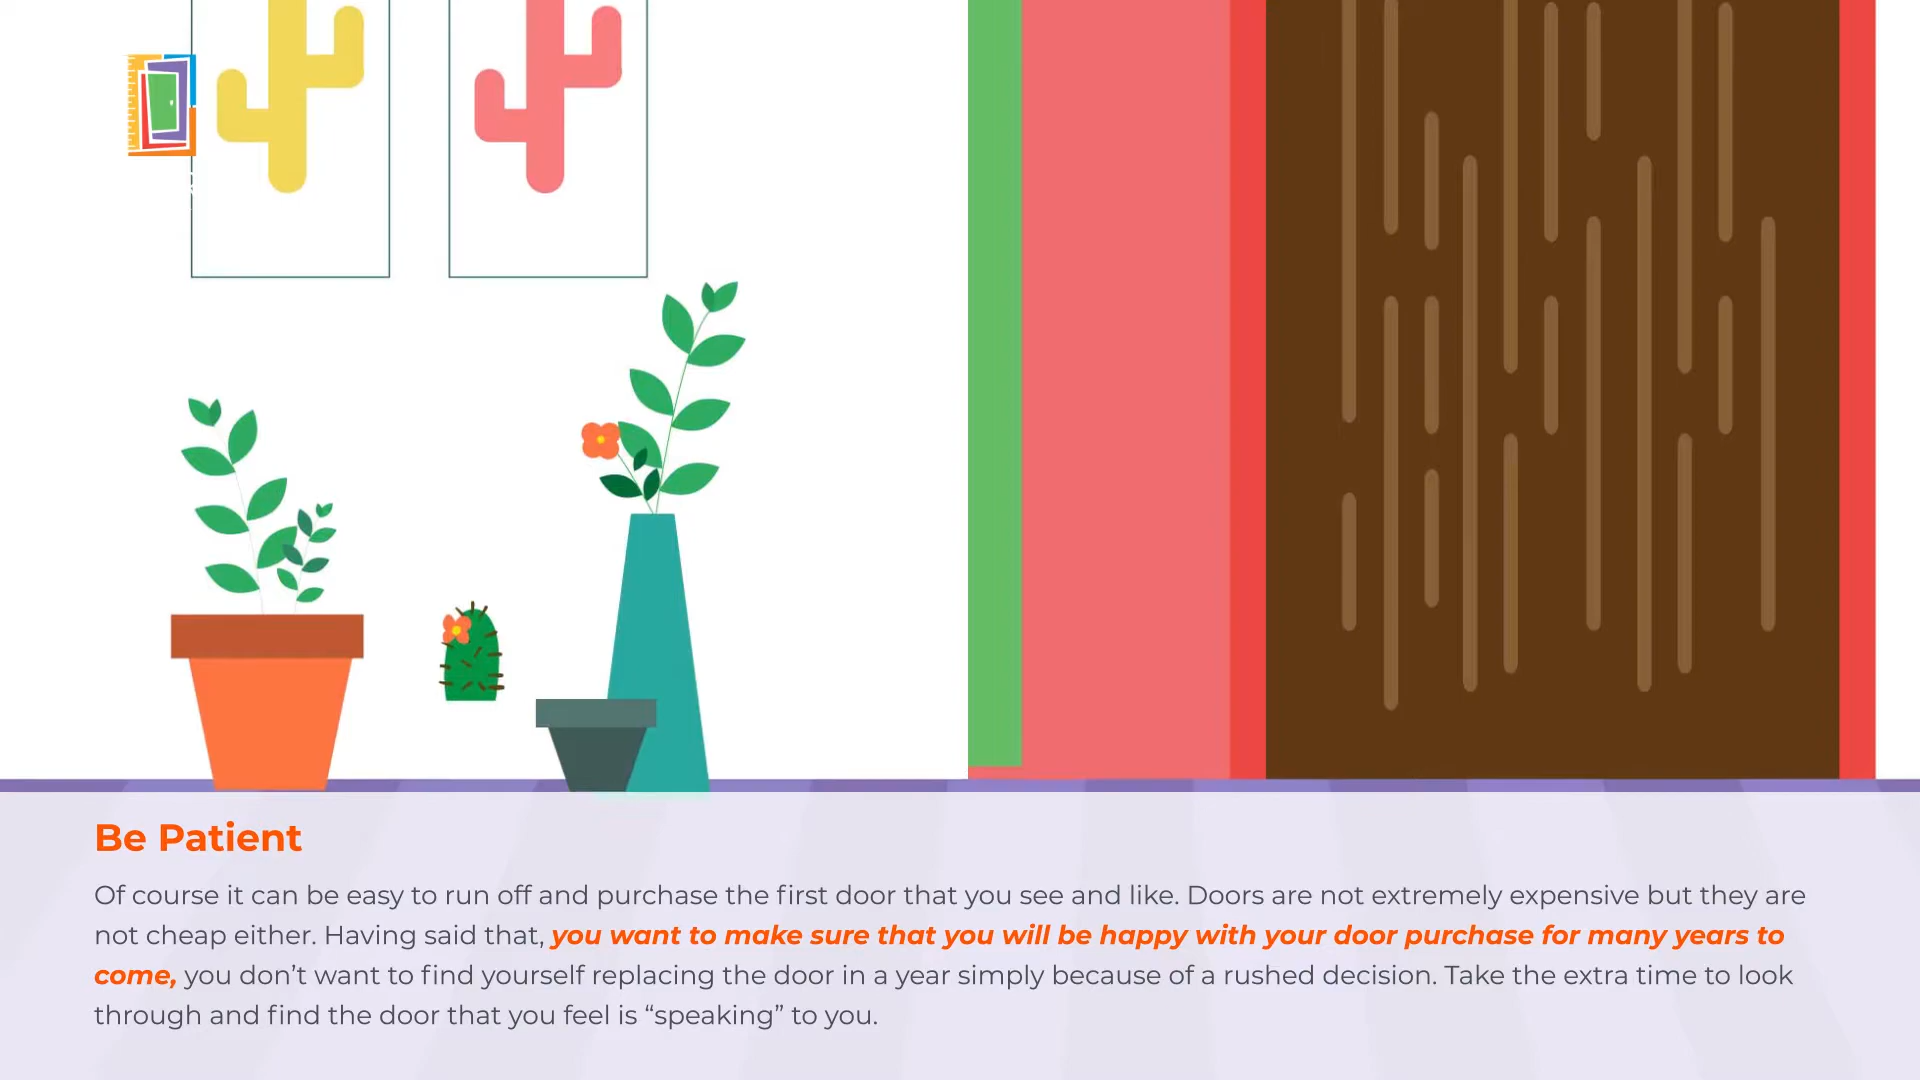 Be Patient
Of course it can be easy to run off and purchase the first door that you see and like. Doors are not extremely expensive but they are
not cheap either. Having said that, you want to make sure that you will be happy with your door purchase for many years to
come, you don’t want to find yourself replacing the door in a year simply because of a rushed decision. Take the extra time to look
through and find the door that you feel is “speaking” to you.